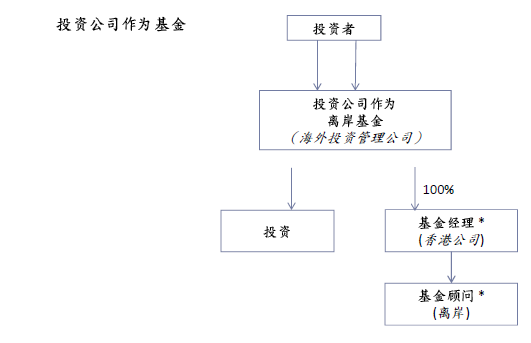 投资公司作为基金
投资者
投资公司作为
离岸基金
（海外投资管理公司）
100%
投资
基金经理 *
(香港公司)
基金顾问 *
(离岸)